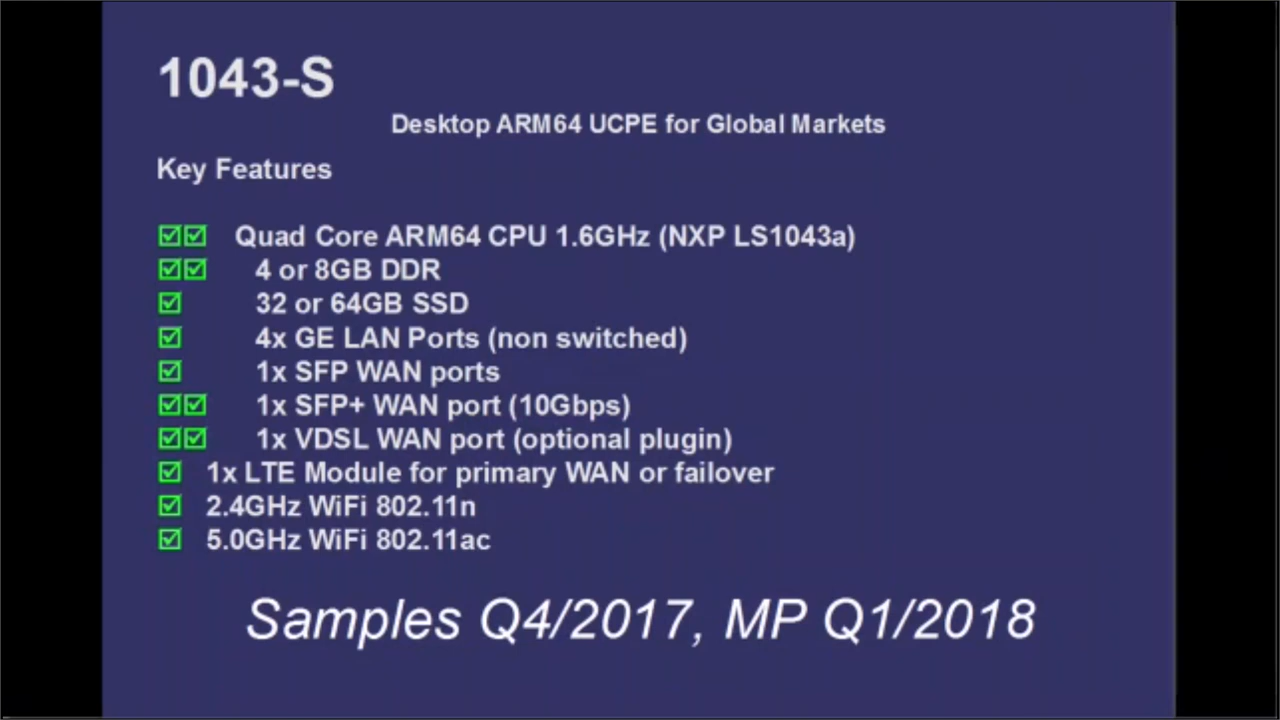 1043-S
Desktop ARM64 UCPE for Global Markets
Key Features
☑☑ Quad Core ARM64 CPU 1.6GHz (NXP LS1043a)
☑☑ 4 or 8GB DDR
☑ 32 or 64GB SSD
☑ 4x GE LAN Ports (non switched)
☑ 1x SFP WAN ports
☑☑ 1x SFP+ WAN port (10Gbps)
☑☑ 1x VDSL WAN port (optional plugin)
☑ 1x LTE Module for primary WAN or failover
☑ 2.4GHz WiFi 802.11n
☑ 5.0GHz WiFi 802.11ac
Samples Q4/2017, MP Q1/2018